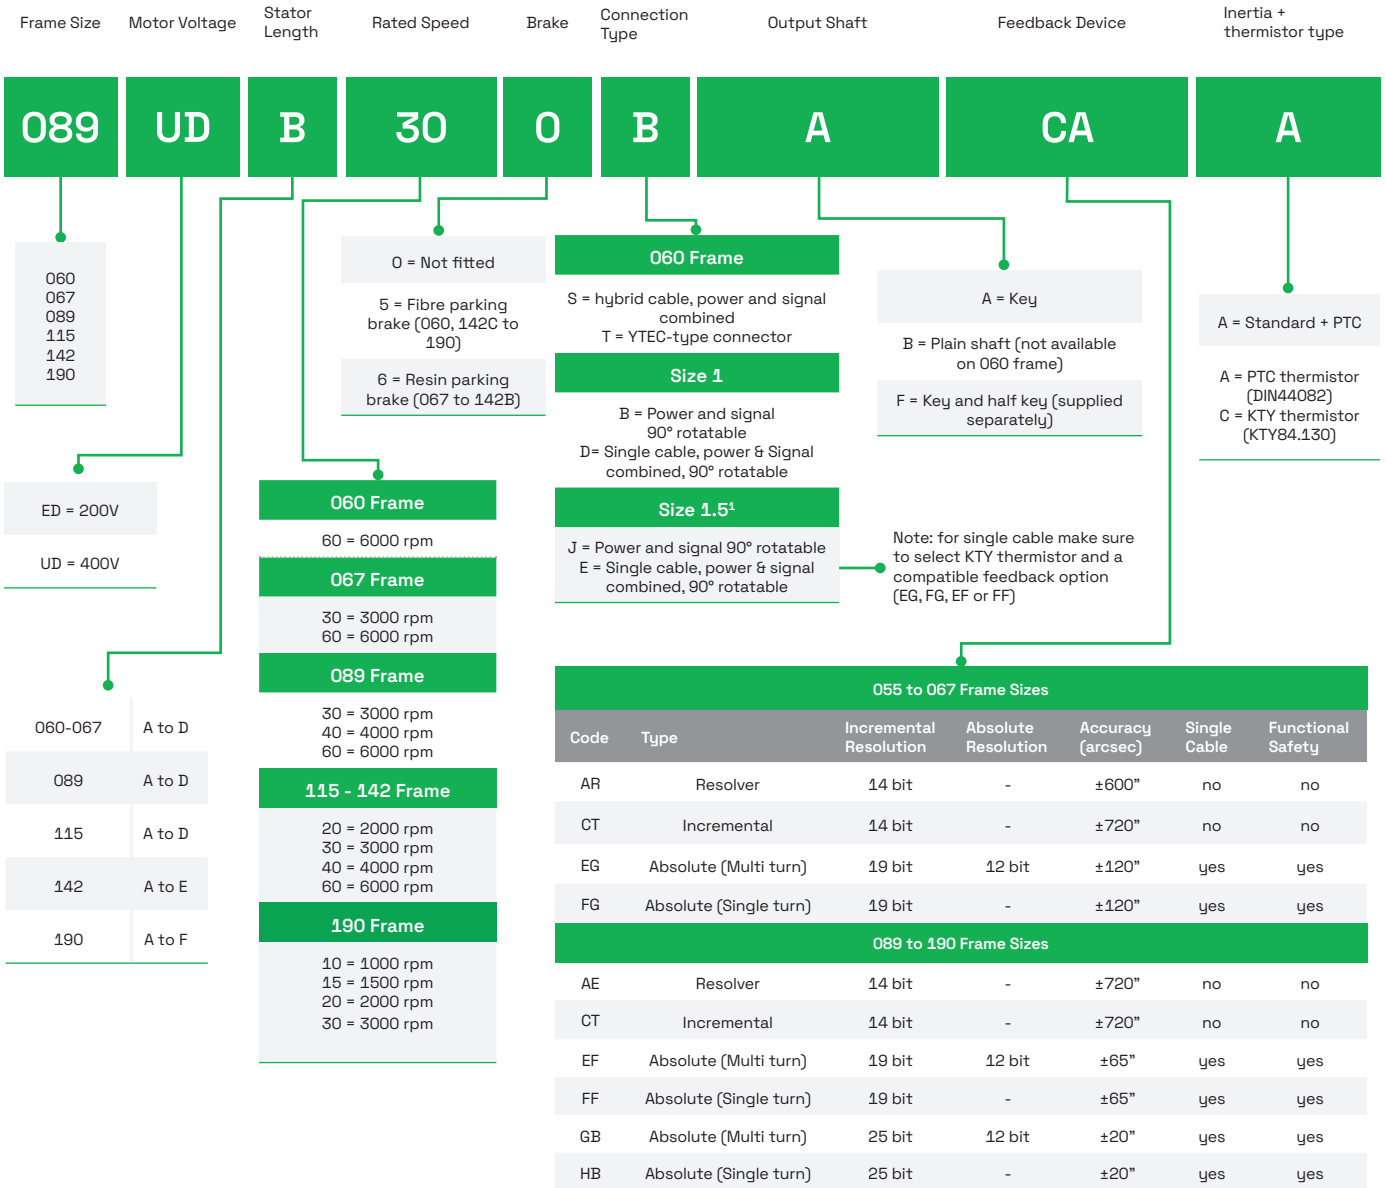 Frame Size
Motor Voltage
Stator
Length
Rated Speed
Brake
Connection
Type
Output Shaft
Feedback Device
Inertia +
thermistor type
089
UD
B
30
0
B
A
CA
A
060
067
089
115
142
190
ED = 200V
UD = 400V
060-067 A to D
089 A to D
115 A to D
142 A to E
190 A to F
060 Frame
60 = 6000 rpm
067 Frame
30 = 3000 rpm
60 = 6000 rpm
089 Frame
30 = 3000 rpm
40 = 4000 rpm
60 = 6000 rpm
115 - 142 Frame
20 = 2000 rpm
30 = 3000 rpm
40 = 4000 rpm
60 = 6000 rpm
190 Frame
10 = 1000 rpm
15 = 1500 rpm
20 = 2000 rpm
30 = 3000 rpm
0 = Not fitted
5 = Fibre parking
brake (060, 142C to
190)
6 = Resin parking
brake (067 to 142B)
060 Frame
S = hybrid cable, power and signal
combined
T = YTEC-type connector
Size 1
B = Power and signal
90° rotatable
D= Single cable, power & Signal
combined, 90° rotatable
Size 1.5¹
J = Power and signal 90° rotatable
E = Single cable, power & signal
combined, 90° rotatable
Note: for single cable make sure
to select KTY thermistor and a
compatible feedback option
(EG, FG, EF or FF)
A = Key
B = Plain shaft (not available
on 060 frame)
F = Key and half key (supplied
separately)
A = Standard + PTC
A = PTC thermistor
(DIN44082)
C = KTY thermistor
(KTY84.130)
055 to 067 Frame Sizes
Code Type Incremental Resolution Absolute Resolution Accuracy (arcsec) Single Cable Functional Safety
AR Resolver 14 bit - ±600” no no
CT Incremental 14 bit - ±720” no no
EG Absolute (Multi turn) 19 bit 12 bit ±120” yes yes
FG Absolute (Single turn) 19 bit - ±120” yes yes
089 to 190 Frame Sizes
AE Resolver 14 bit - ±720” no no
CT Incremental 14 bit - ±720” no no
EF Absolute (Multi turn) 19 bit 12 bit ±65” yes yes
FF Absolute (Single turn) 19 bit - ±65” yes yes
GB Absolute (Multi turn) 25 bit 12 bit ±20” yes yes
HB Absolute (Single turn) 25 bit - ±20” yes yes